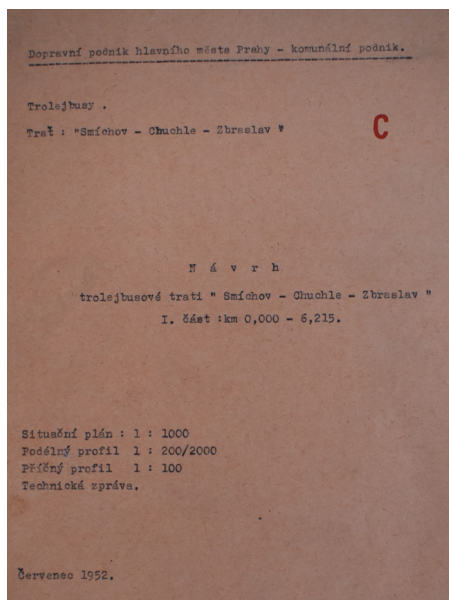 Dopravní podnik hlavního města Prahy - komunální podnik.
Trolejbusy .
Trať : "Smíchov - Chuchle - Zbraslav "
C
N á v r h
trolejbusové trati " Smíchov - Chuchle - Zbraslav "
I. část :km 0,000 - 6,215.
Situační plán : 1 : 1000
Podélný profil 1 : 200/2000
Příčný profil 1 : 100
Technická zpráva.
Červenec 1952.